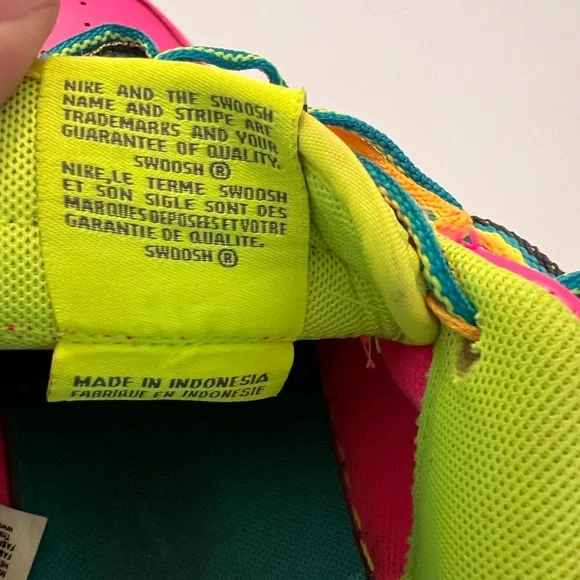 NIKE AND THE SWOOSH
NAME AND STRIPE ARE
TRADEMARKS AND YOUR
GUARANTEE OF QUALITY.
SWOOSH ®
NIKE,LE TERME SWOOSH
ET SON SIGLE SONT DES
MARQUES DEPOSEES ET VOTRE
GARANTIE DE QUALITE.
SWOOSH ®
MADE IN INDONESIA
FABRIQUE EN INDONESIE